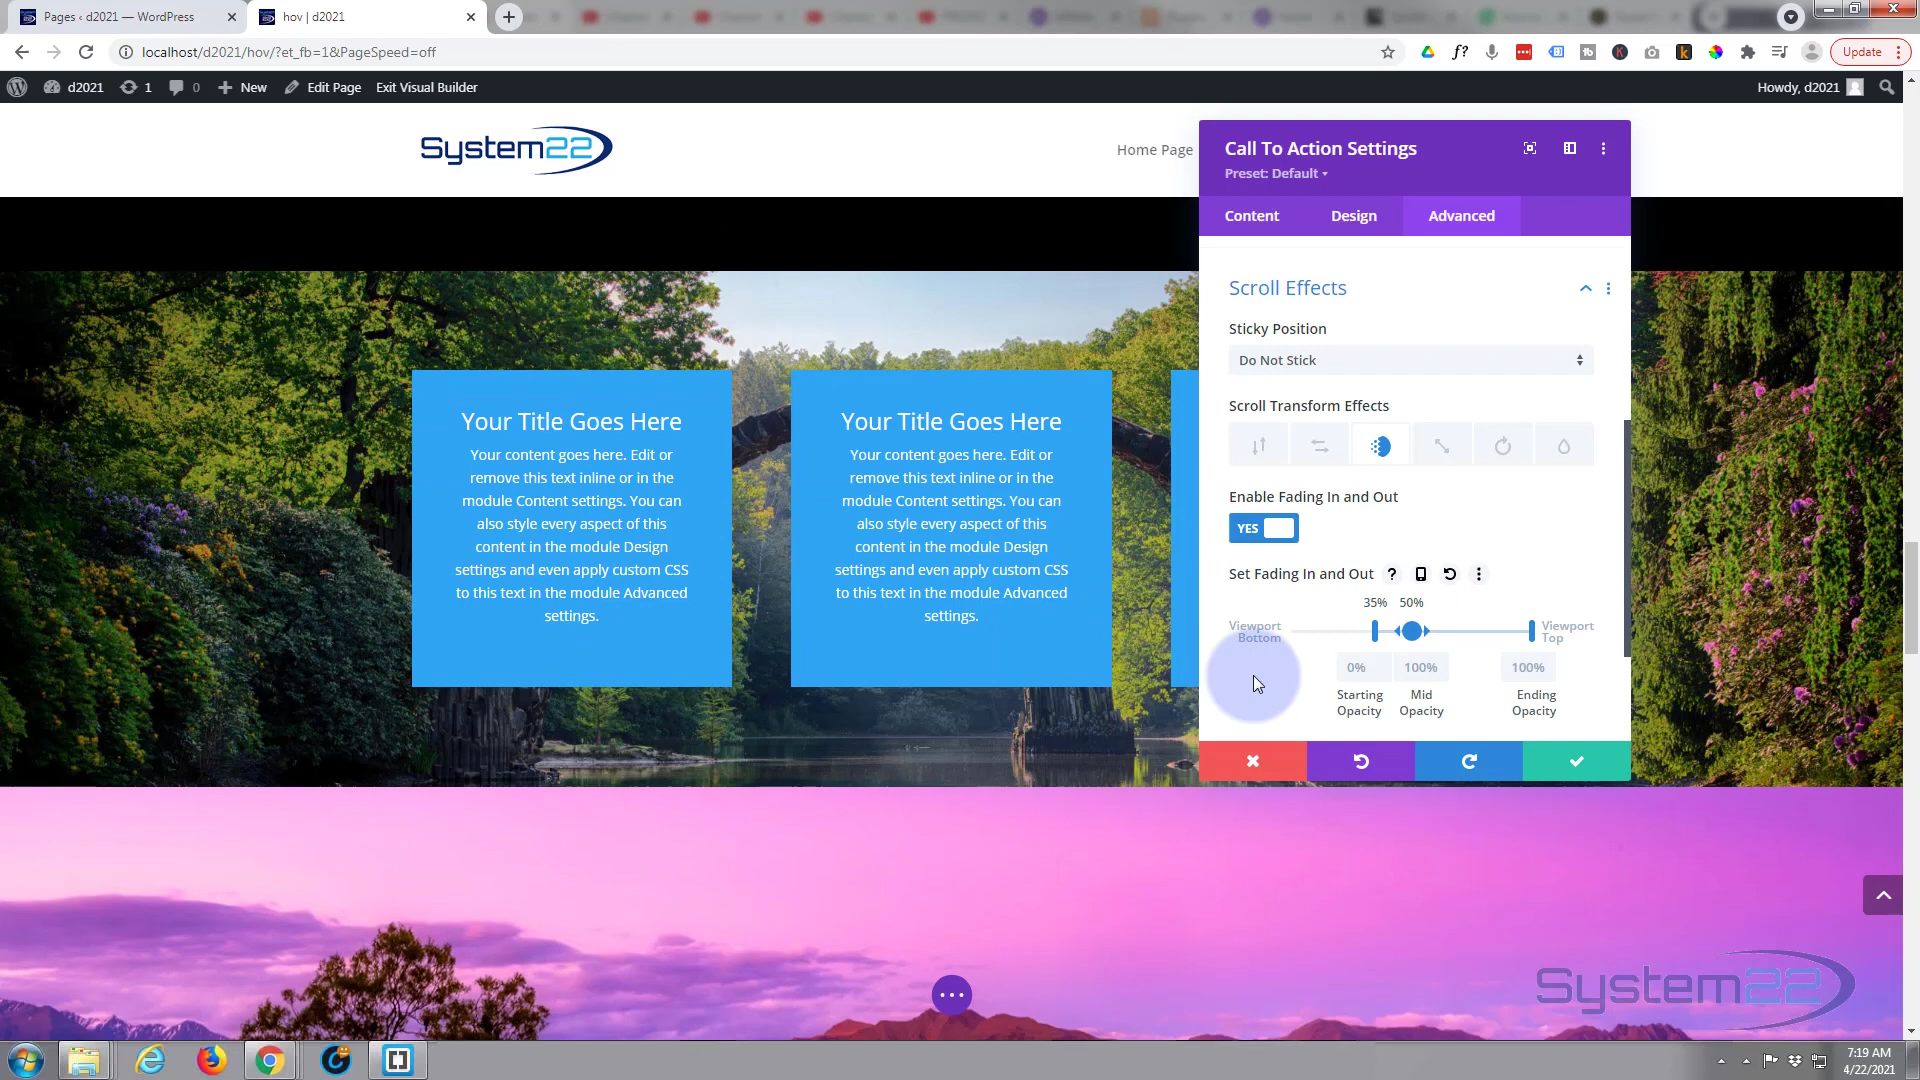 Pages ‹ d2021 — WordPress
hov | d2021
localhost/d2021/hov/?et_fb=1&PageSpeed=off
Update
d2021
1
0
New
Edit Page
Exit Visual Builder
Howdy, d2021
System22
Home Page
Call To Action Settings
Preset: Default
Content
Design
Advanced
Scroll Effects
Sticky Position
Do Not Stick
Scroll Transform Effects
Enable Fading In and Out
YES
Set Fading In and Out
35% 50%
Viewport
Bottom
Viewport
Top
0% 100% 100%
Starting
Opacity
Mid
Opacity
Ending
Opacity
Your Title Goes Here
Your content goes here. Edit or
remove this text inline or in the
module Content settings. You can
also style every aspect of this
content in the module Design
settings and even apply custom CSS
to this text in the module Advanced
settings.
Your Title Goes Here
Your content goes here. Edit or
remove this text inline or in the
module Content settings. You can
also style every aspect of this
content in the module Design
settings and even apply custom CSS
to this text in the module Advanced
settings.
System22
7:19 AM
4/22/2021